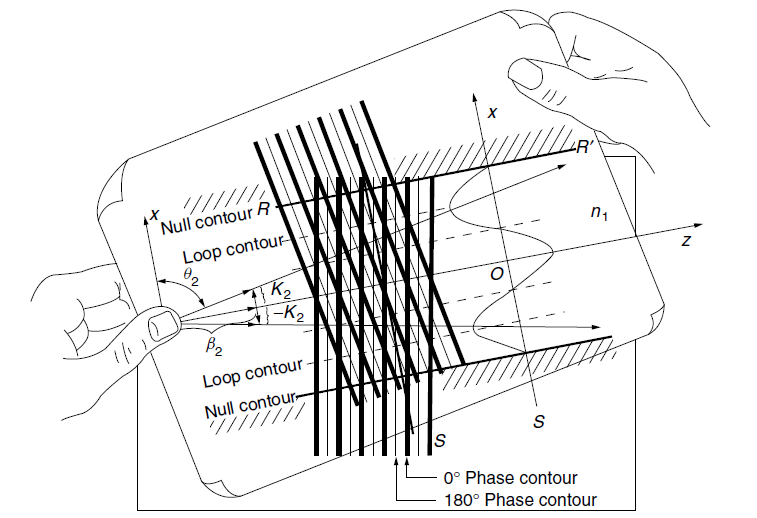 x
R'
x
n1
Null contour R
Loop contour
z
θ2
O
K2
–K2
β2
Loop contour
Null contour
S
S
0° Phase contour
180° Phase contour